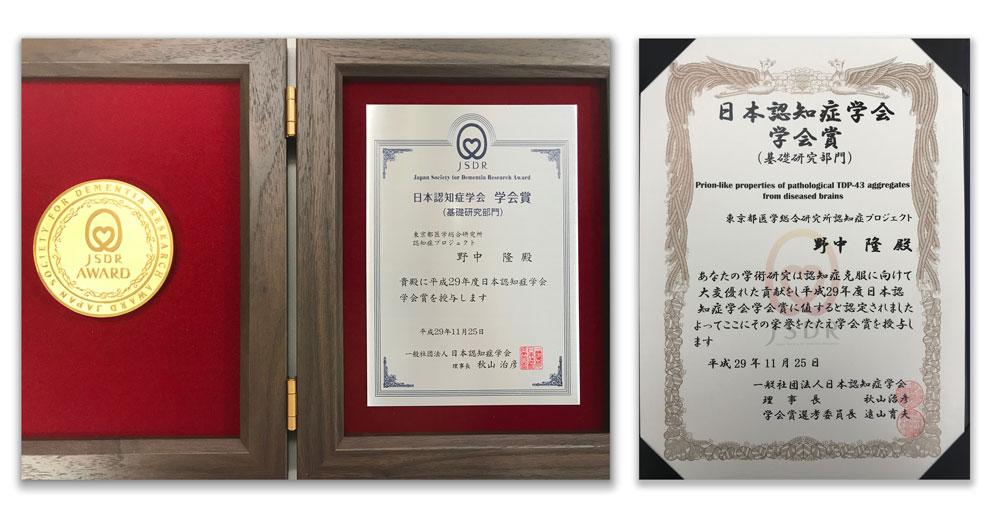 JAPAN SOCIETY FOR DEMENTIA RESEARCH AWARD
JSDR
AWARD
JSDR
Japan Society for Dementia Research Award
日本認知症学会 学会賞
(基礎研究部門)
東京都医学総合研究所
認知症プロジェクト
野中 隆 殿
貴殿に平成29年度日本認知症学会
学会賞を授与します
平成29年11月25日
一般社団法人 日本認知症学会
理事長 秋山 治彦
日本認知症学会
学会賞
(基礎研究部門)
Prion-like properties of pathological TDP-43 aggregates
from diseased brains
東京都医学総合研究所認知症プロジェクト
野中 隆 殿
あなたの学術研究は認知症克服に向けて
大変優れた貢献をし平成29年度日本認
知症学会学会賞に値すると認定されました
よってここにその栄誉をたたえ学会賞を授与し
ます
JSDR
平成29年11月25日
一般社団法人日本認知症学会
理事長 秋山治彦
学会賞選考委員長 遠山育夫